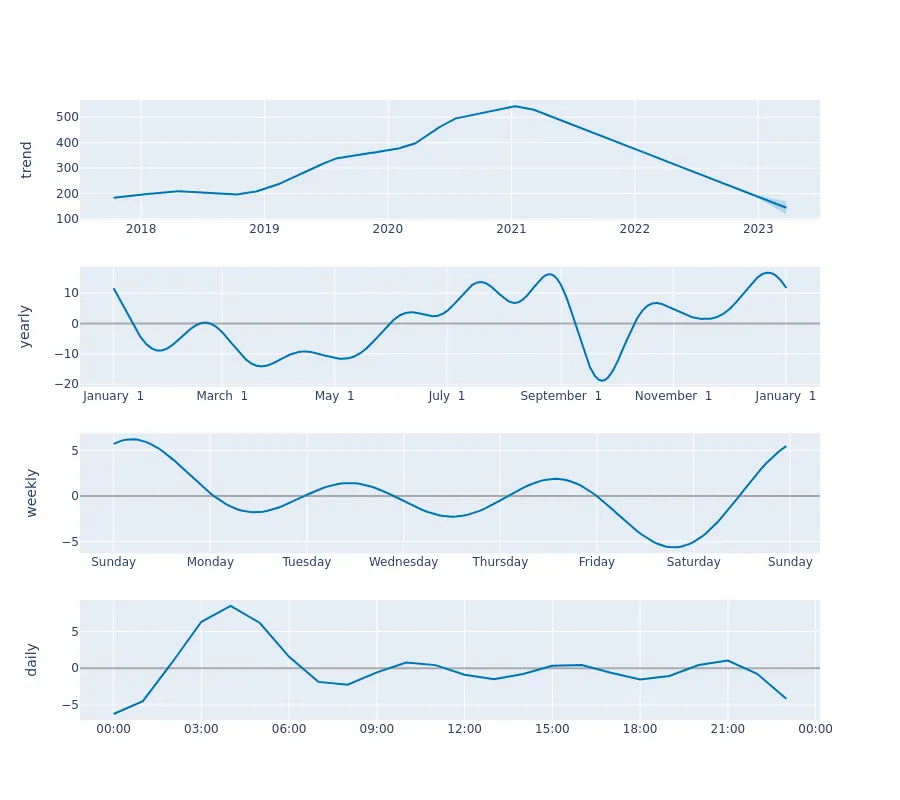 trend
500
400
300
200
100
2018 2019 2020 2021 2022 2023
yearly
10
0
−10
−20
January 1 March 1 May 1 July 1 September 1 November 1 January 1
weekly
5
0
−5
Sunday Monday Tuesday Wednesday Thursday Friday Saturday Sunday
daily
5
0
−5
00:00 03:00 06:00 09:00 12:00 15:00 18:00 21:00 00:00